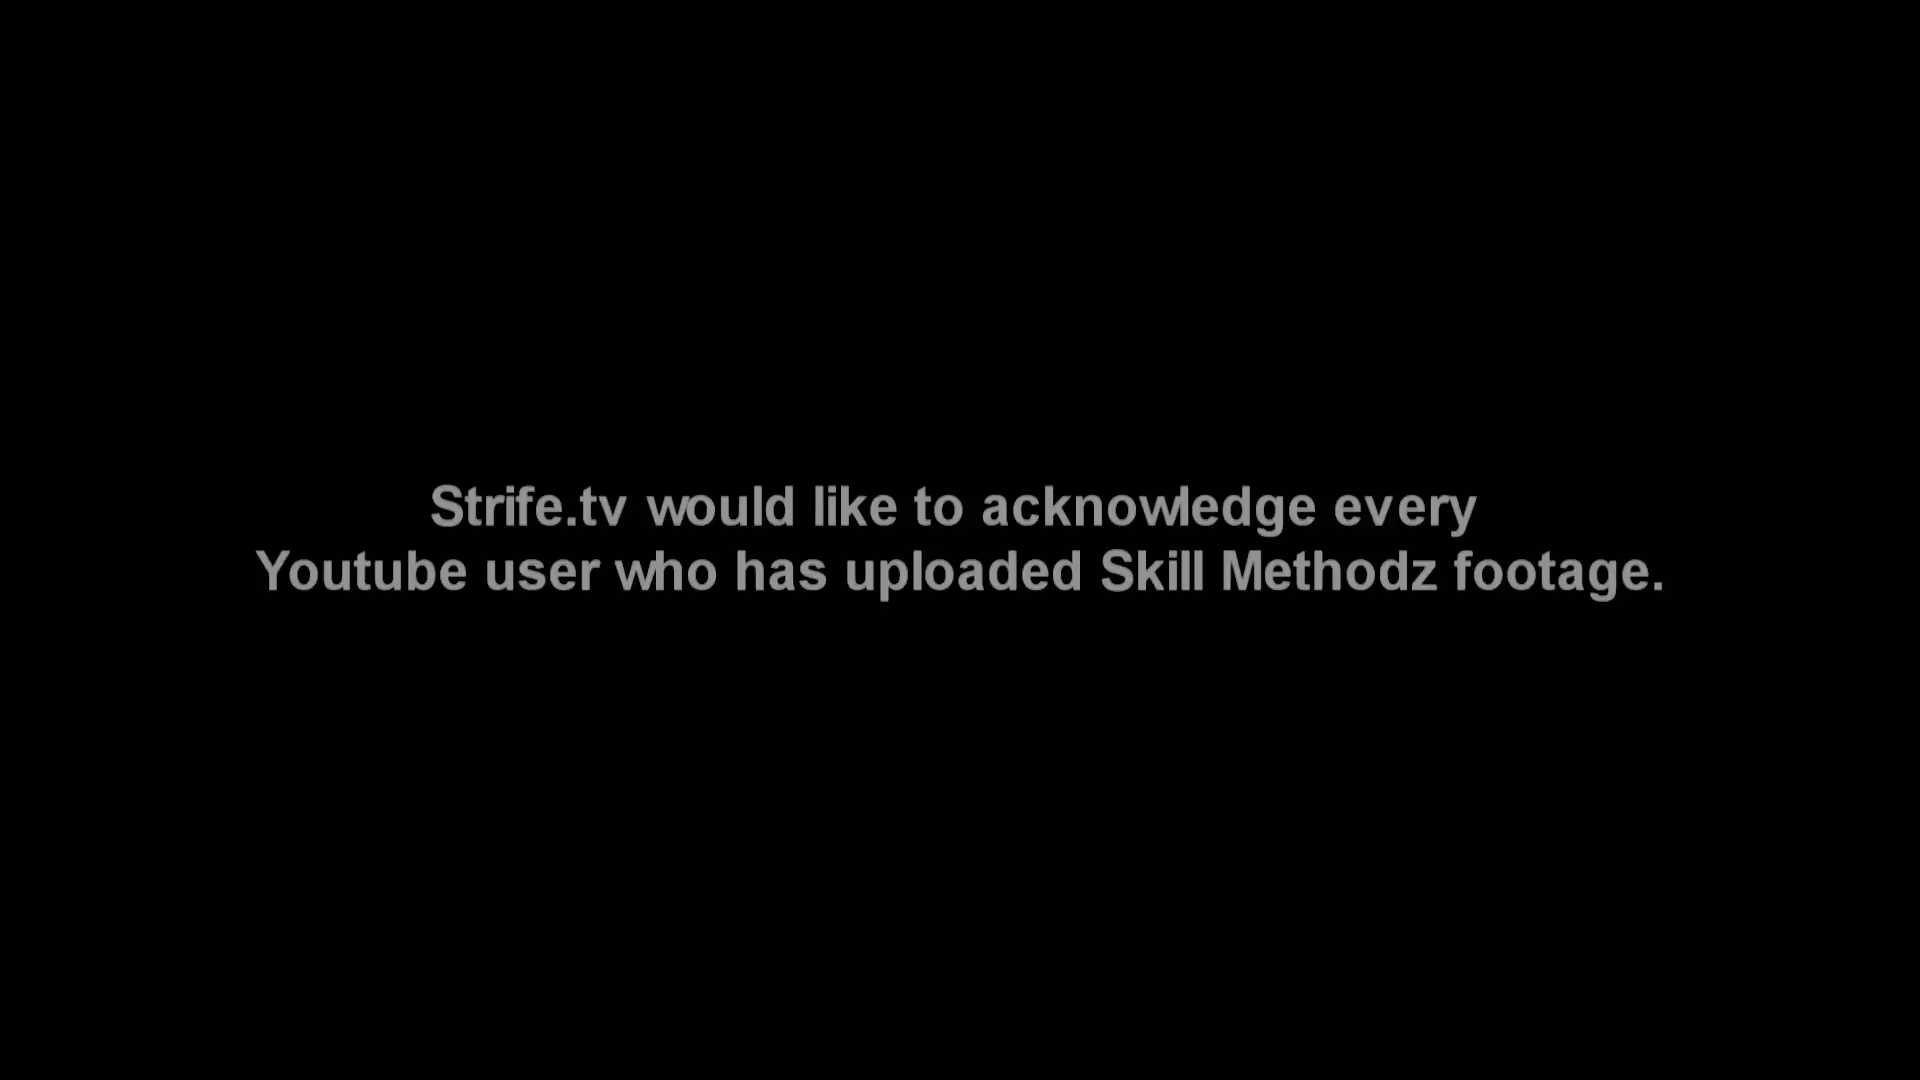 Strife.tv would like to acknowledge every
Youtube user who has uploaded Skill Methodz footage.